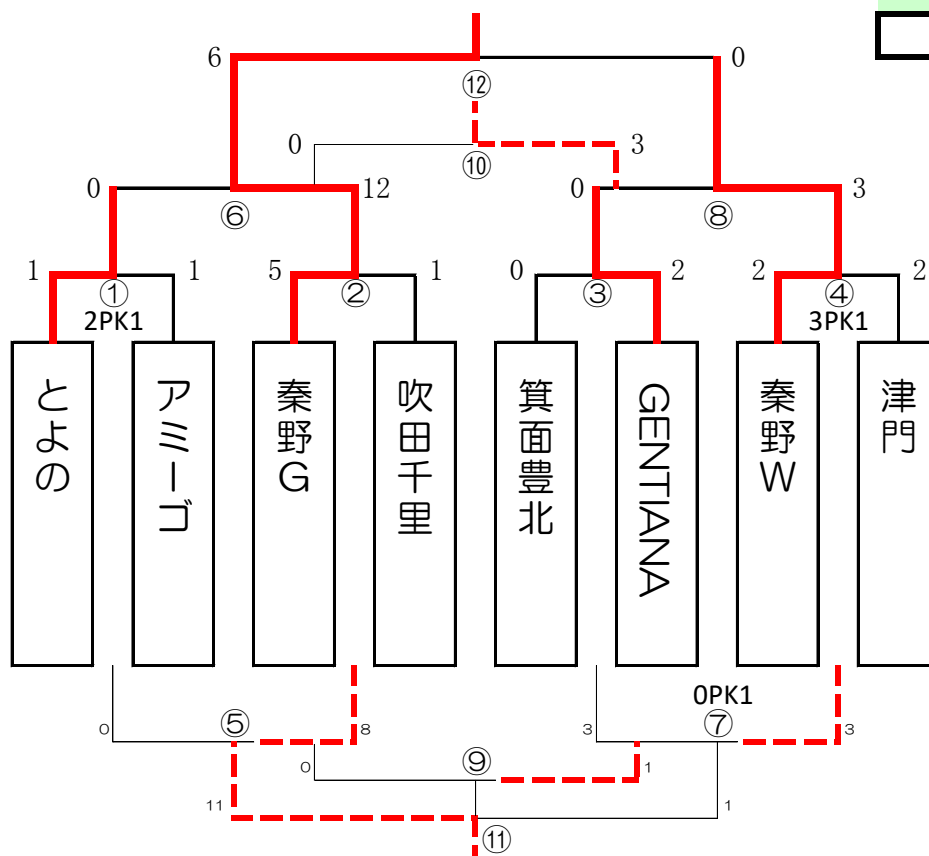 6 0
⑫
0 3
⑩
0 12 0 3
⑥ ⑧
1 1 5 1 0 2 2 2
① ② ③ ④
2PK1 3PK1
とよの
アミーゴ
秦野G
吹田千里
箕面豊北
GENTIANA
秦野W
津門
0PK1
0 ⑤ 8 3 ⑦ 3
0 ⑨ 1
11 1
⑪